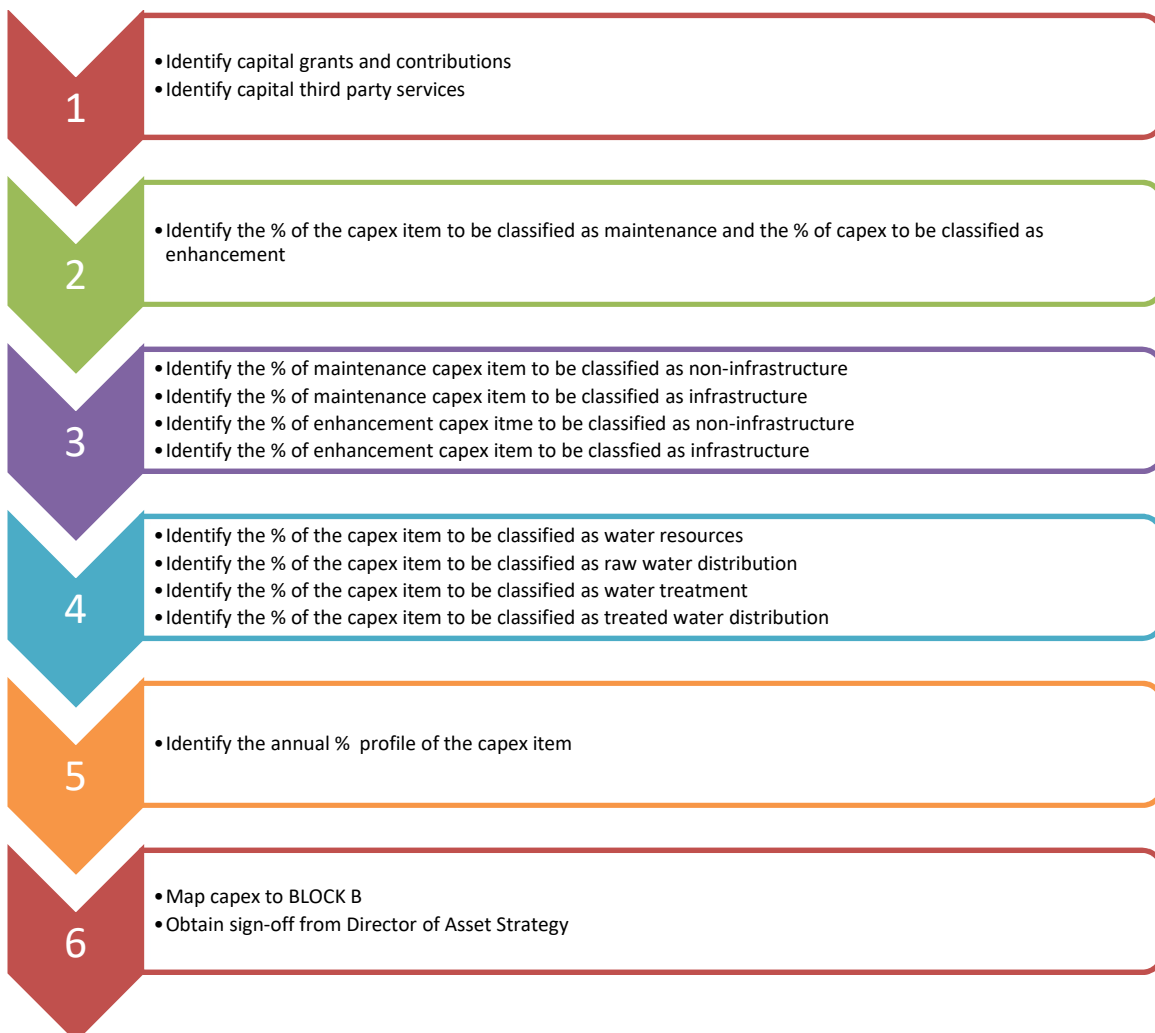 1
•Identify capital grants and contributions
•Identify capital third party services
2
•Identify the % of the capex item to be classified as maintenance and the % of capex to be classified as
enhancement
3
•Identify the % of maintenance capex item to be classified as non-infrastructure
•Identify the % of maintenance capex item to be classified as infrastructure
•Identify the % of enhancement capex itme to be classified as non-infrastructure
•Identify the % of enhancement capex item to be classfied as infrastructure
4
•Identify the % of the capex item to be classified as water resources
•Identify the % of the capex item to be classified as raw water distribution
•Identify the % of the capex item to be classified as water treatment
•Identify the % of the capex item to be classified as treated water distribution
5
•Identify the annual % profile of the capex item
6
•Map capex to BLOCK B
•Obtain sign-off from Director of Asset Strategy